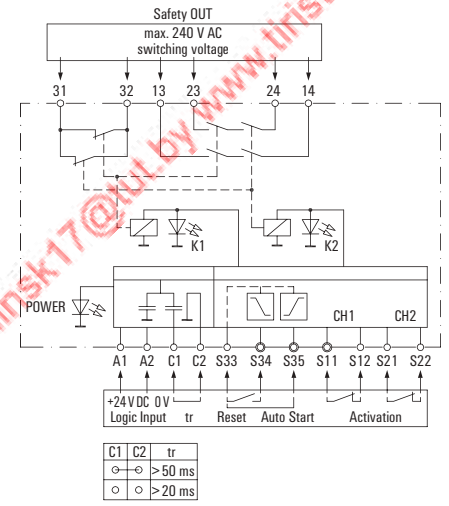 Safety OUT
max. 240 V AC
switching voltage
31 32 13 23 24 14
K1 K2
POWER
CH1 CH2
A1 A2 C1 C2 S33 S34 S35 S11 S12 S21 S22
+24 V DC 0 V
Logic Input tr Reset Auto Start Activation
C1 C2 tr
>50 ms
>20 ms